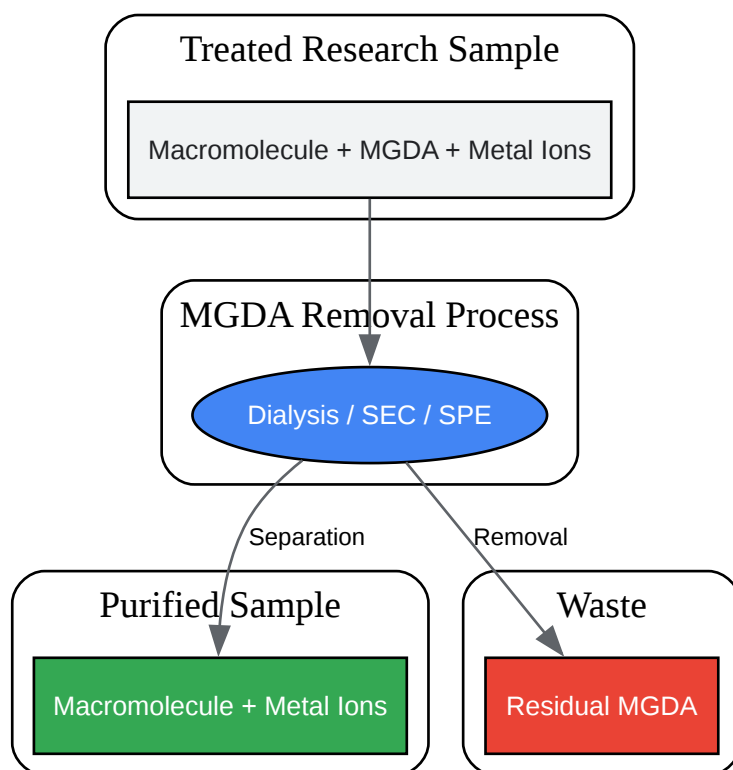 Treated Research Sample
Macromolecule + MGDA + Metal Ions
MGDA Removal Process
Dialysis / SEC / SPE
Separation
Removal
Purified Sample
Waste
Macromolecule + Metal Ions
Residual MGDA